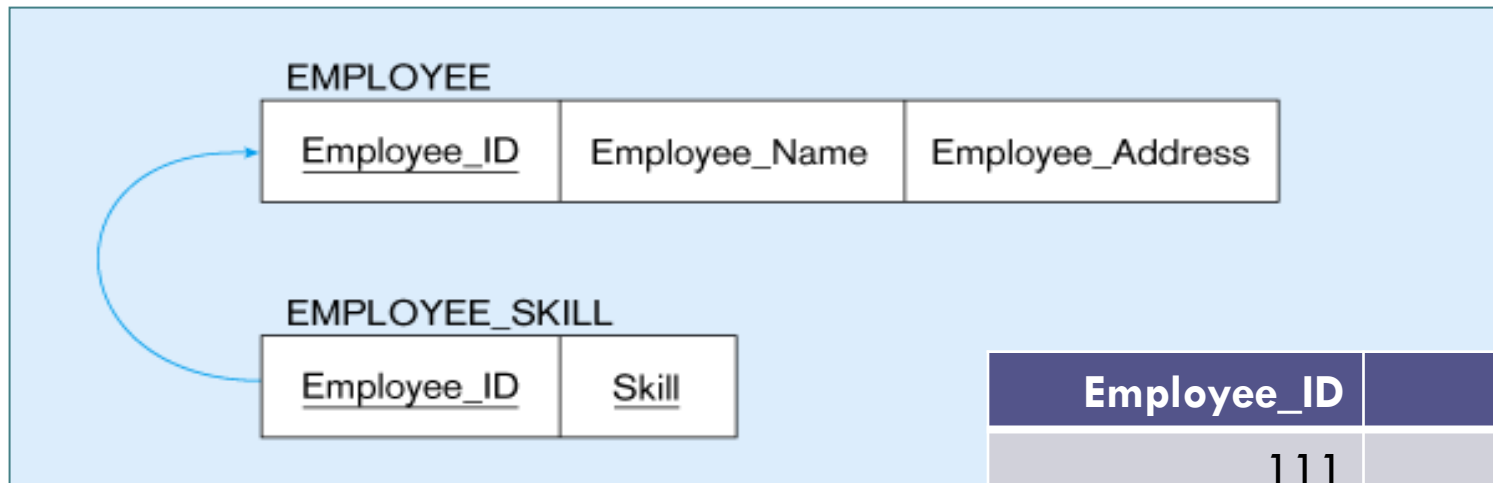 EMPLOYEE
Employee_ID Employee_Name Employee_Address
EMPLOYEE_SKILL
Employee_ID Skill
Employee_ID
111